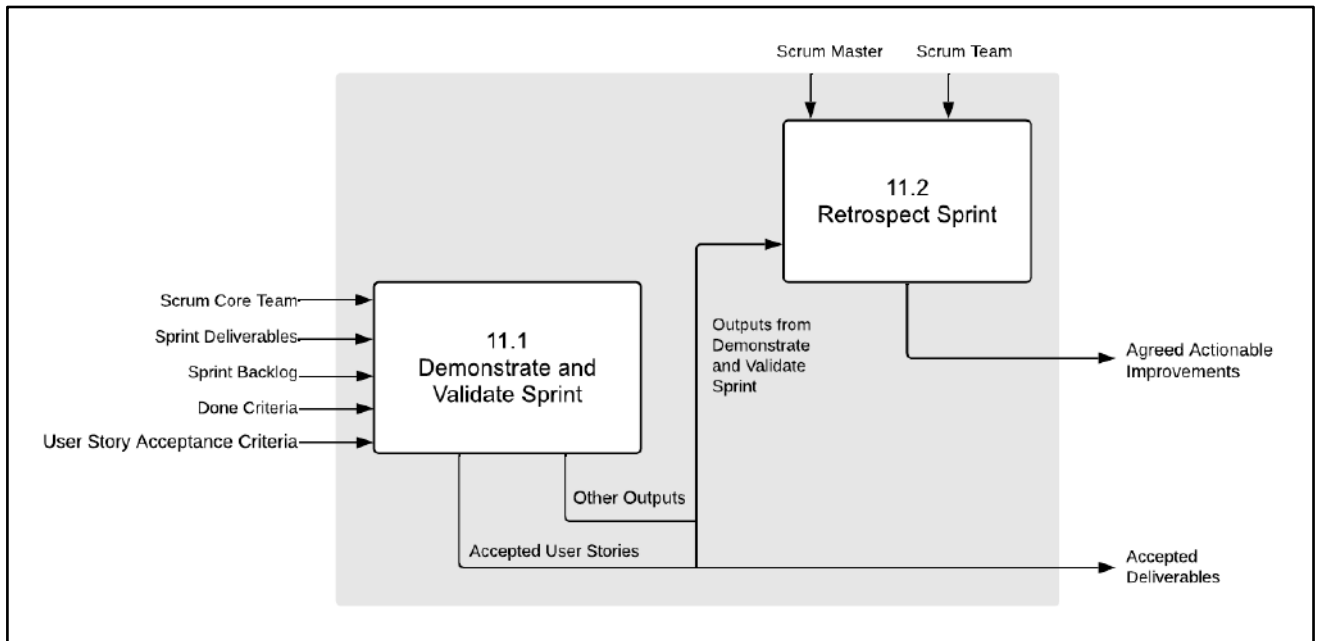 Scrum Master
Scrum Team
11.2
Retrospect Sprint
Scrum Core Team
Sprint Deliverables
Sprint Backlog
Done Criteria
User Story Acceptance Criteria
11.1
Demonstrate and
Validate Sprint
Outputs from
Demonstrate
and Validate
Sprint
Agreed Actionable
Improvements
Other Outputs
Accepted User Stories
Accepted
Deliverables